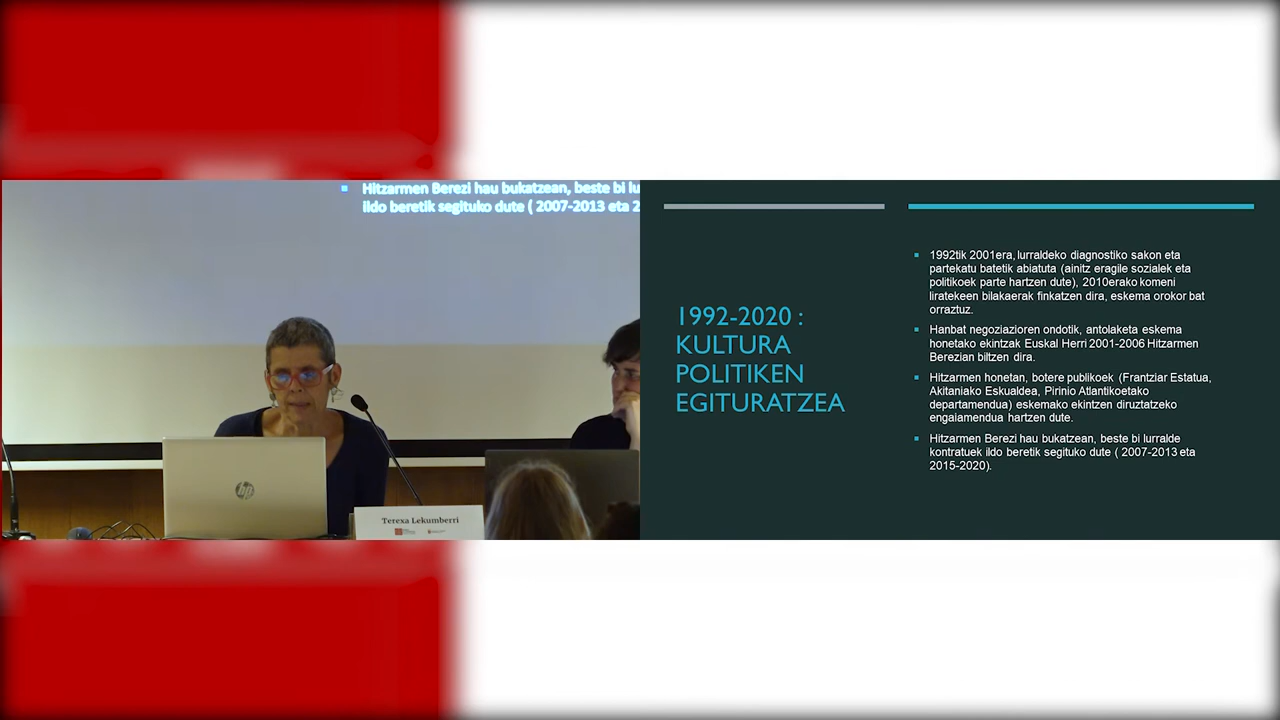 Hitzarmen Berezi hau bukatzean, beste bi lu
ildo beretik segituko dute ( 2007-2013 eta 2
hp
Terexa Lekumberri
1992-2020 :
KULTURA
POLITIKEN
EGITURATZEA
1992tik 2001era, lurraldeko diagnostiko sakon eta
partekatu batetik abiatuta (ainitz eragile sozialek eta
politikoek parte hartzen dute), 2010erako komeni
liratekeen bilakaerak finkatzen dira, eskema orokor bat
orraztuz.
Hanbat negoziazioren ondotik, antolaketa eskema
honetako ekintzak Euskal Herri 2001-2006 Hitzarmen
Berezian biltzen dira.
Hitzarmen honetan, botere publikoek (Frantziar Estatua,
Akitaniako Eskualdea, Pirinio Atlantikoetako
departamendua) eskemako ekintzen diruztatzeko
engaiamendua hartzen dute.
Hitzarmen Berezi hau bukatzean, beste bi lurralde
kontratuek ildo beretik segituko dute ( 2007-2013 eta
2015-2020).